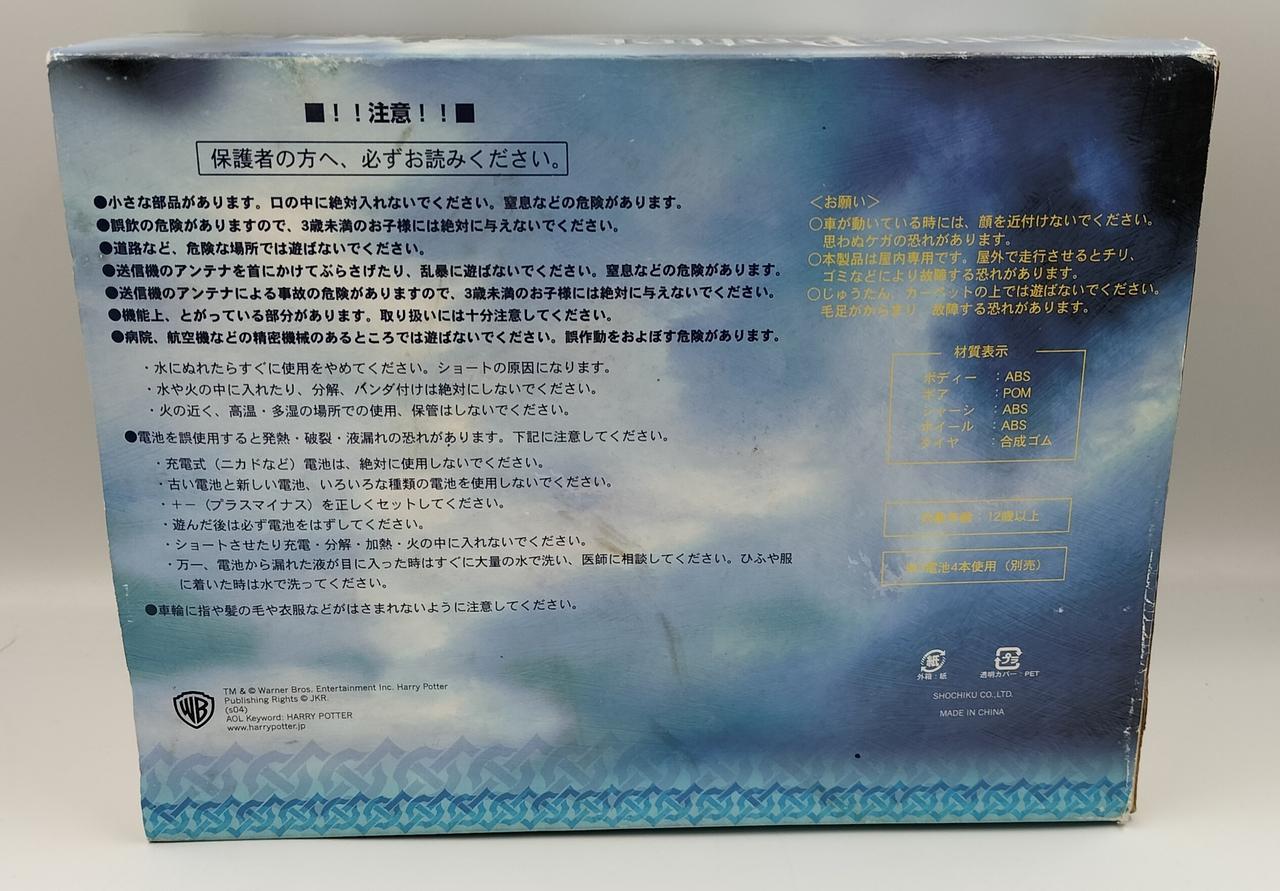 ■！！注意！！■
保護者の方へ、必ずお読みください。
●小さな部品があります。口の中に絶対入れないでください。窒息などの危険があります。
●誤飲の危険がありますので、3歳未満のお子様には絶対に与えないでください。
●道路など、危険な場所では遊ばないでください。
●送信機のアンテナを首にかけてぶらさげたり、乱暴に遊ばないでください。窒息などの危険があります。
●送信機のアンテナによる事故の危険がありますので、3歳未満のお子様には絶対に与えないでください。
●機能上、とがっている部分があります。取り扱いには十分注意してください。
●病院、航空機などの精密機械のあるところでは遊ばないでください。誤作動をおよぼす危険があります。
・水にぬれたらすぐに使用をやめてください。ショートの原因になります。
・水や火の中に入れたり、分解、ハンダ付けは絶対にしないでください。
・火の近く、高温・多湿の場所での使用、保管はしないでください。
●電池を誤使用すると発熱・破裂・液漏れの恐れがあります。下記に注意してください。
・充電式（ニカドなど）電池は、絶対に使用しないでください。
・古い電池と新しい電池、いろいろな種類の電池を使用しないでください。
・＋－（プラスマイナス）を正しくセットしてください。
・遊んだ後は必ず電池をはずしてください。
・ショートさせたり充電・分解・加熱・火の中に入れないでください。
・万一、電池から漏れた液が目に入った時はすぐに大量の水で洗い、医師に相談してください。ひふや服
に着いた時は水で洗ってください。
●車輪に指や髪の毛や衣服などがはさまれないように注意してください。
WB
TM & © Warner Bros. Entertainment Inc. Harry Potter
Publishing Rights © JKR.
(s04)
AOL Keyword: HARRY POTTER
www.harrypotter.jp
＜お願い＞
○車が動いている時には、顔を近付けないでください。
思わぬケガの恐れがあります。
○本製品は屋内専用です。屋外で走行させるとチリ、
ゴミなどにより故障する恐れがあります。
○じゅうたん、カーペットの上では遊ばないでください。
毛足がからまり 故障する恐れがあります。
材質表示
ボディー ：ABS
ギア ：POM
シャーシ ：ABS
ホイール ：ABS
タイヤ ：合成ゴム
：12歳以上
電池4本使用（別売）
紙
外箱：紙
プラ
透明カバー：PET
SHOCHIKU CO.,LTD.
MADE IN CHINA